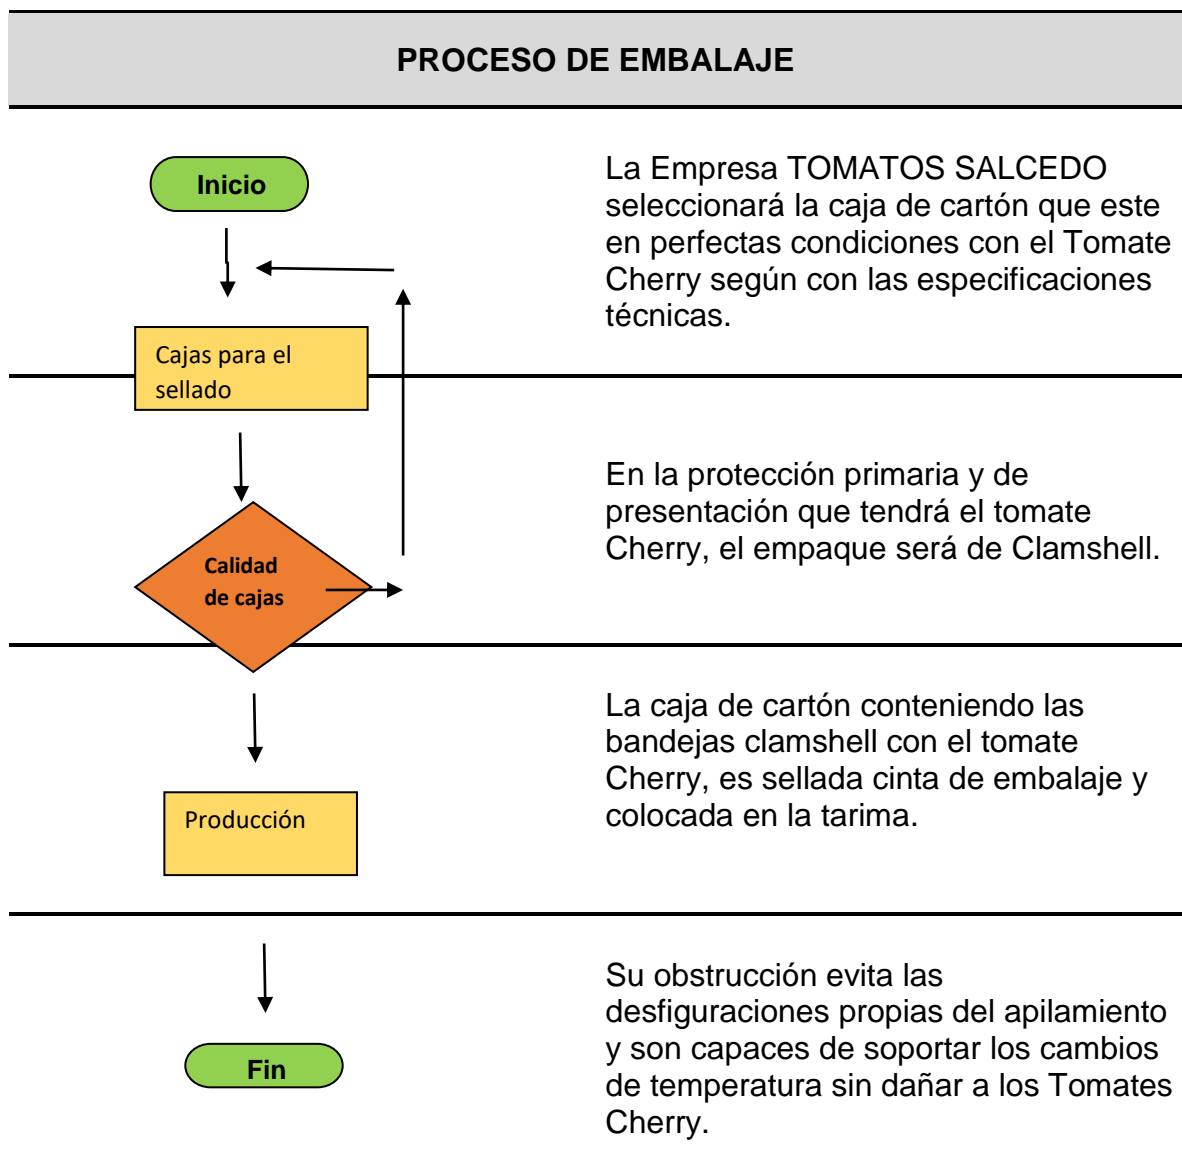 PROCESO DE EMBALAJE
Inicio
La Empresa TOMATOS SALCEDO
seleccionará la caja de cartón que este
en perfectas condiciones con el Tomate
Cherry según con las especificaciones
técnicas.
Cajas para el
sellado
En la protección primaria y de
presentación que tendrá el tomate
Cherry, el empaque será de Clamshell.
Calidad
de cajas
La caja de cartón conteniendo las
bandejas clamshell con el tomate
Cherry, es sellada cinta de embalaje y
colocada en la tarima.
Producción
Su obstrucción evita las
desfiguraciones propias del apilamiento
y son capaces de soportar los cambios
de temperatura sin dañar a los Tomates
Cherry.
Fin